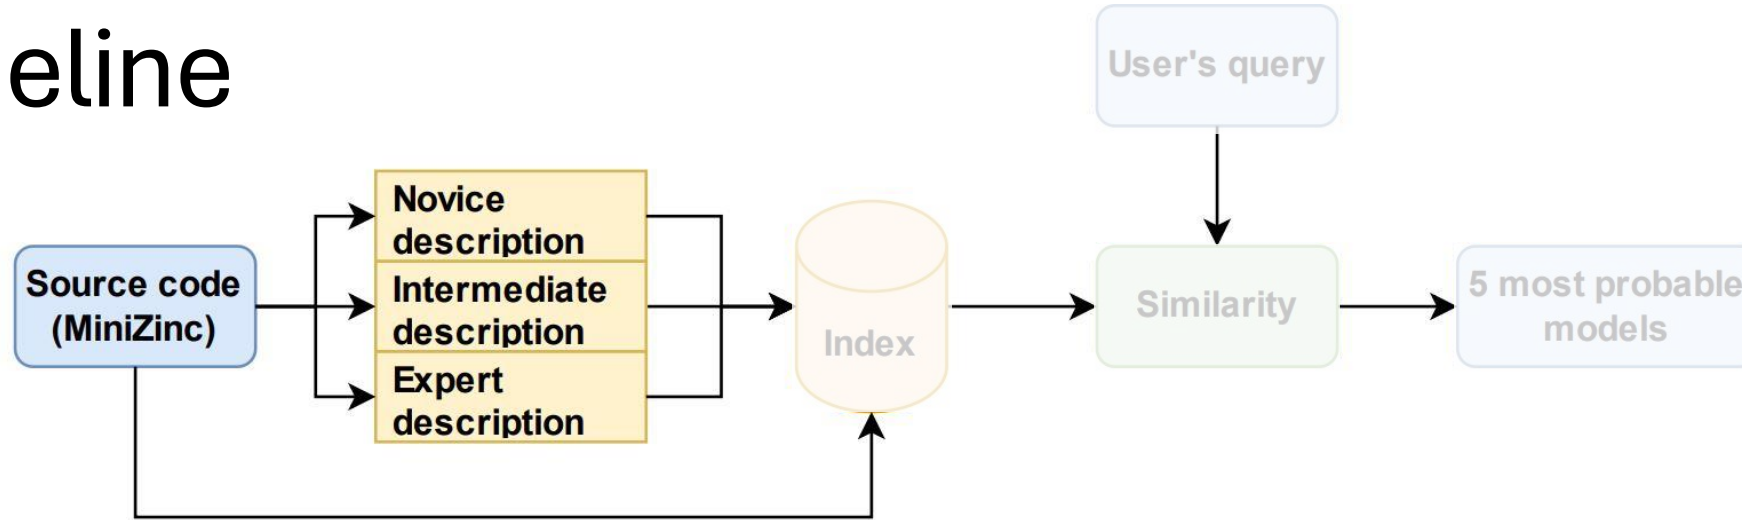 eline
User's query
Novice
description
Source code
(MiniZinc)
Intermediate
description
Expert
description
Index
Similarity
5 most probable
models